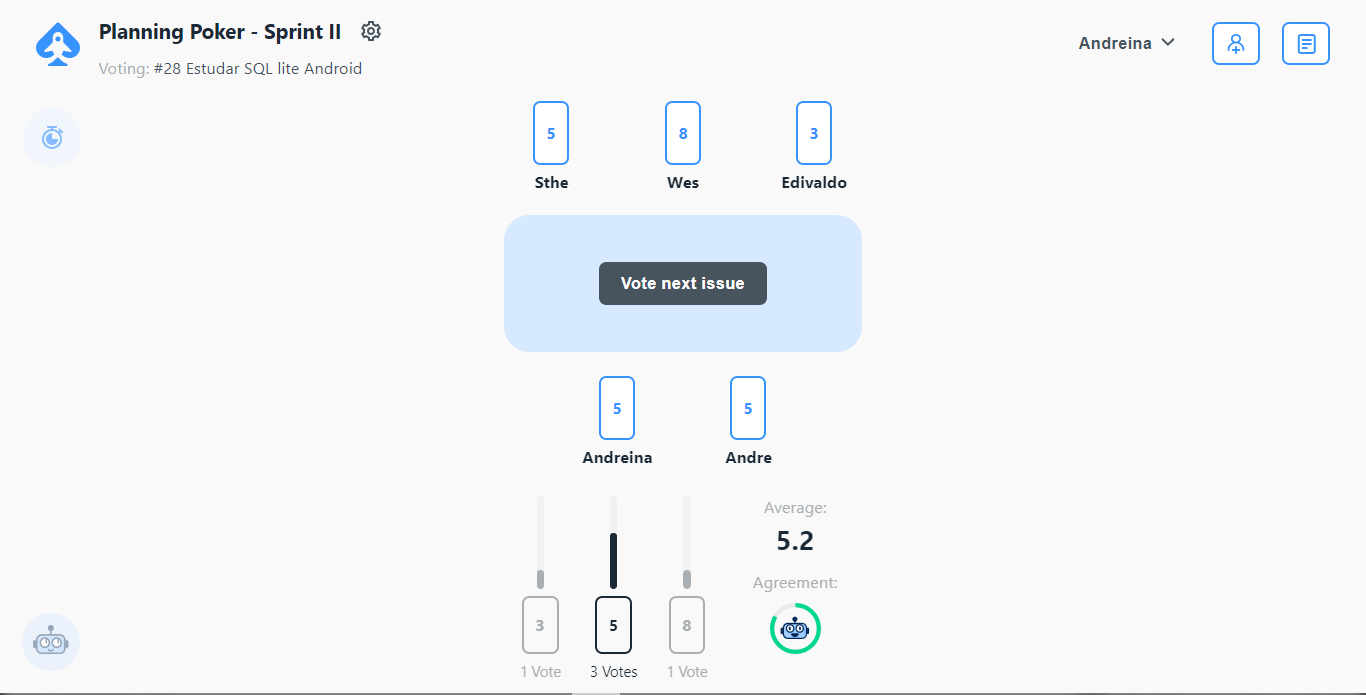 Planning Poker - Sprint II
Voting: #28 Estudar SQL lite Android
Andreina
5 8 3
Sthe Wes Edivaldo
Vote next issue
5 5
Andreina Andre
Average:
5.2
Agreement:
3 5 8
1 Vote 3 Votes 1 Vote